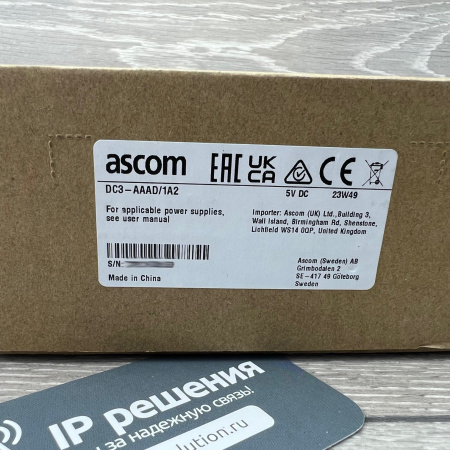 ascom
EAC UK CA CE
DC3-AAAD/1A2
5V DC
23W49
For applicable power supplies,
see user manual
Importer: Ascom (UK) Ltd.,Building 3,
Wall Island, Birmingham Rd, Shenstone,
Lichfield WS14 0QP, United Kingdom
S/N:
Made in China
Ascom (Sweden) AB
Grimbodalen 2
SE-417 49 Göteborg
Sweden
IP решения
за надежную связь!
lution.ru